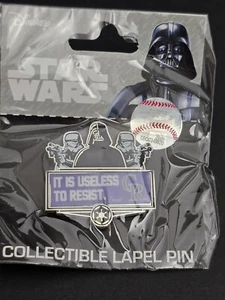 STAR
WARS
IT IS USELESS
TO RESIST.
COLLECTIBLE LAPEL PIN